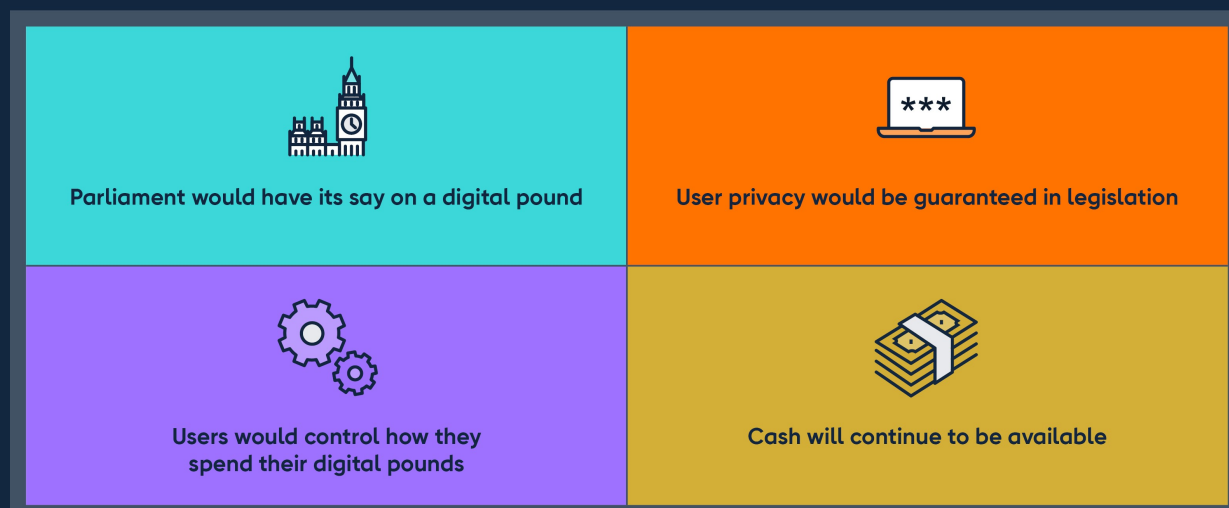 Parliament would have its say on a digital pound
***
User privacy would be guaranteed in legislation
Users would control how they
spend their digital pounds
Cash will continue to be available